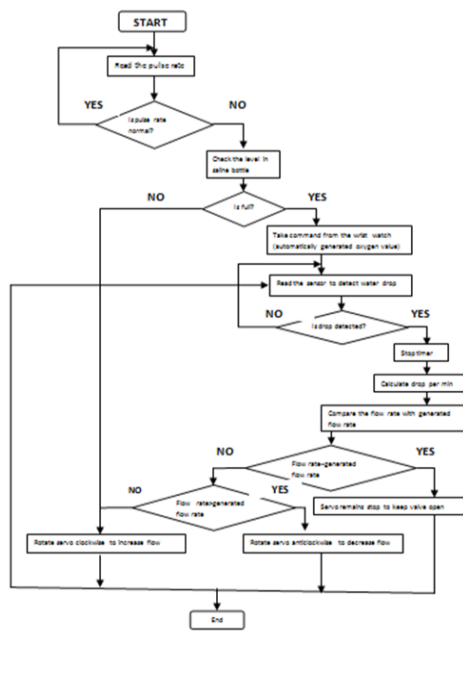 START
Read the pulse rate
YES
NO
Is pulse rate
normal?
Check the level in
saline bottle
NO
YES
Is full?
Take command from the wrist watch
(automatically generated oxygen value)
Read the sensor to detect water drop
NO
YES
Is drop detected?
Stop timer
Calculate drop per min
Compare the flow rate with generated
flow rate
NO
YES
Flow rate=generated
flow rate
NO
YES
Flow rate>generated
flow rate
Servo remains stop to keep valve open
Rotate servo clockwise to increase flow
Rotate servo anticlockwise to decrease flow
End